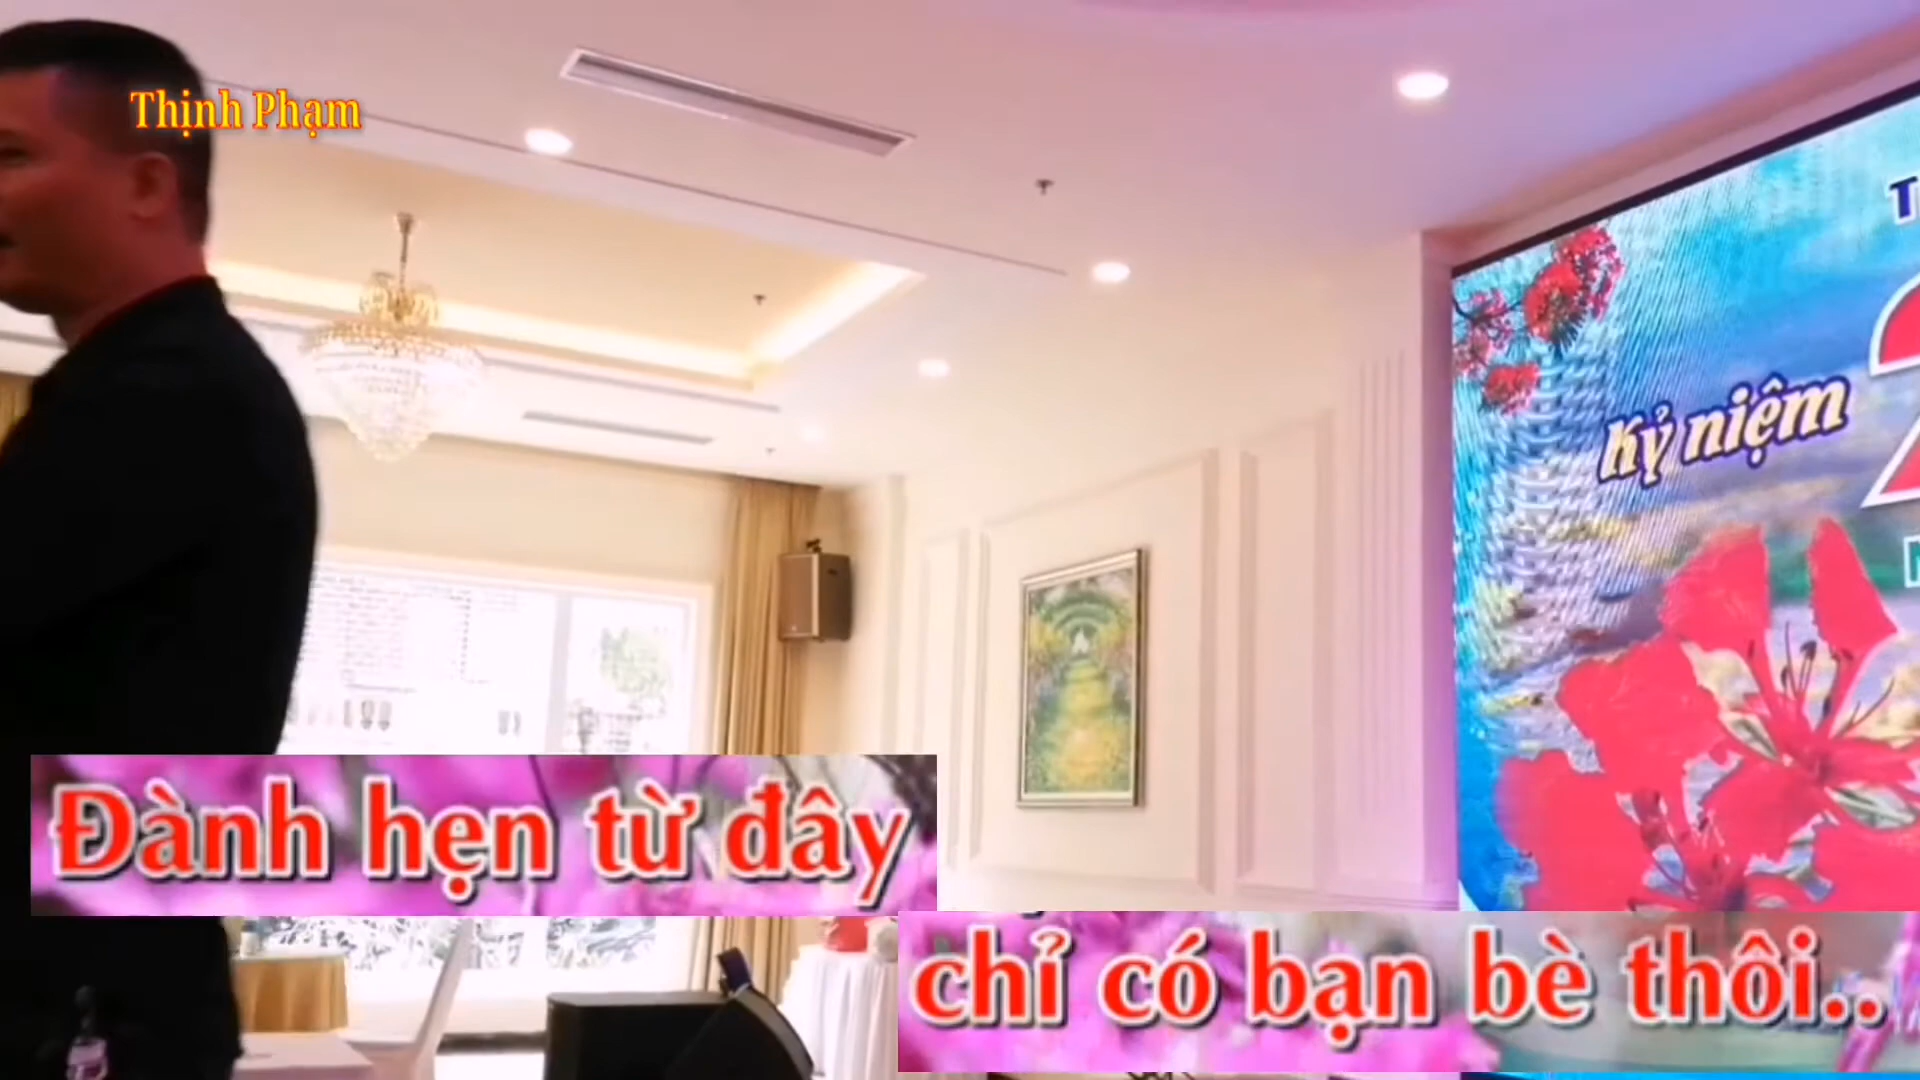 Thịnh Phạm
Kỷ niệm
Đành hẹn từ đây
chỉ có bạn bè thôi..